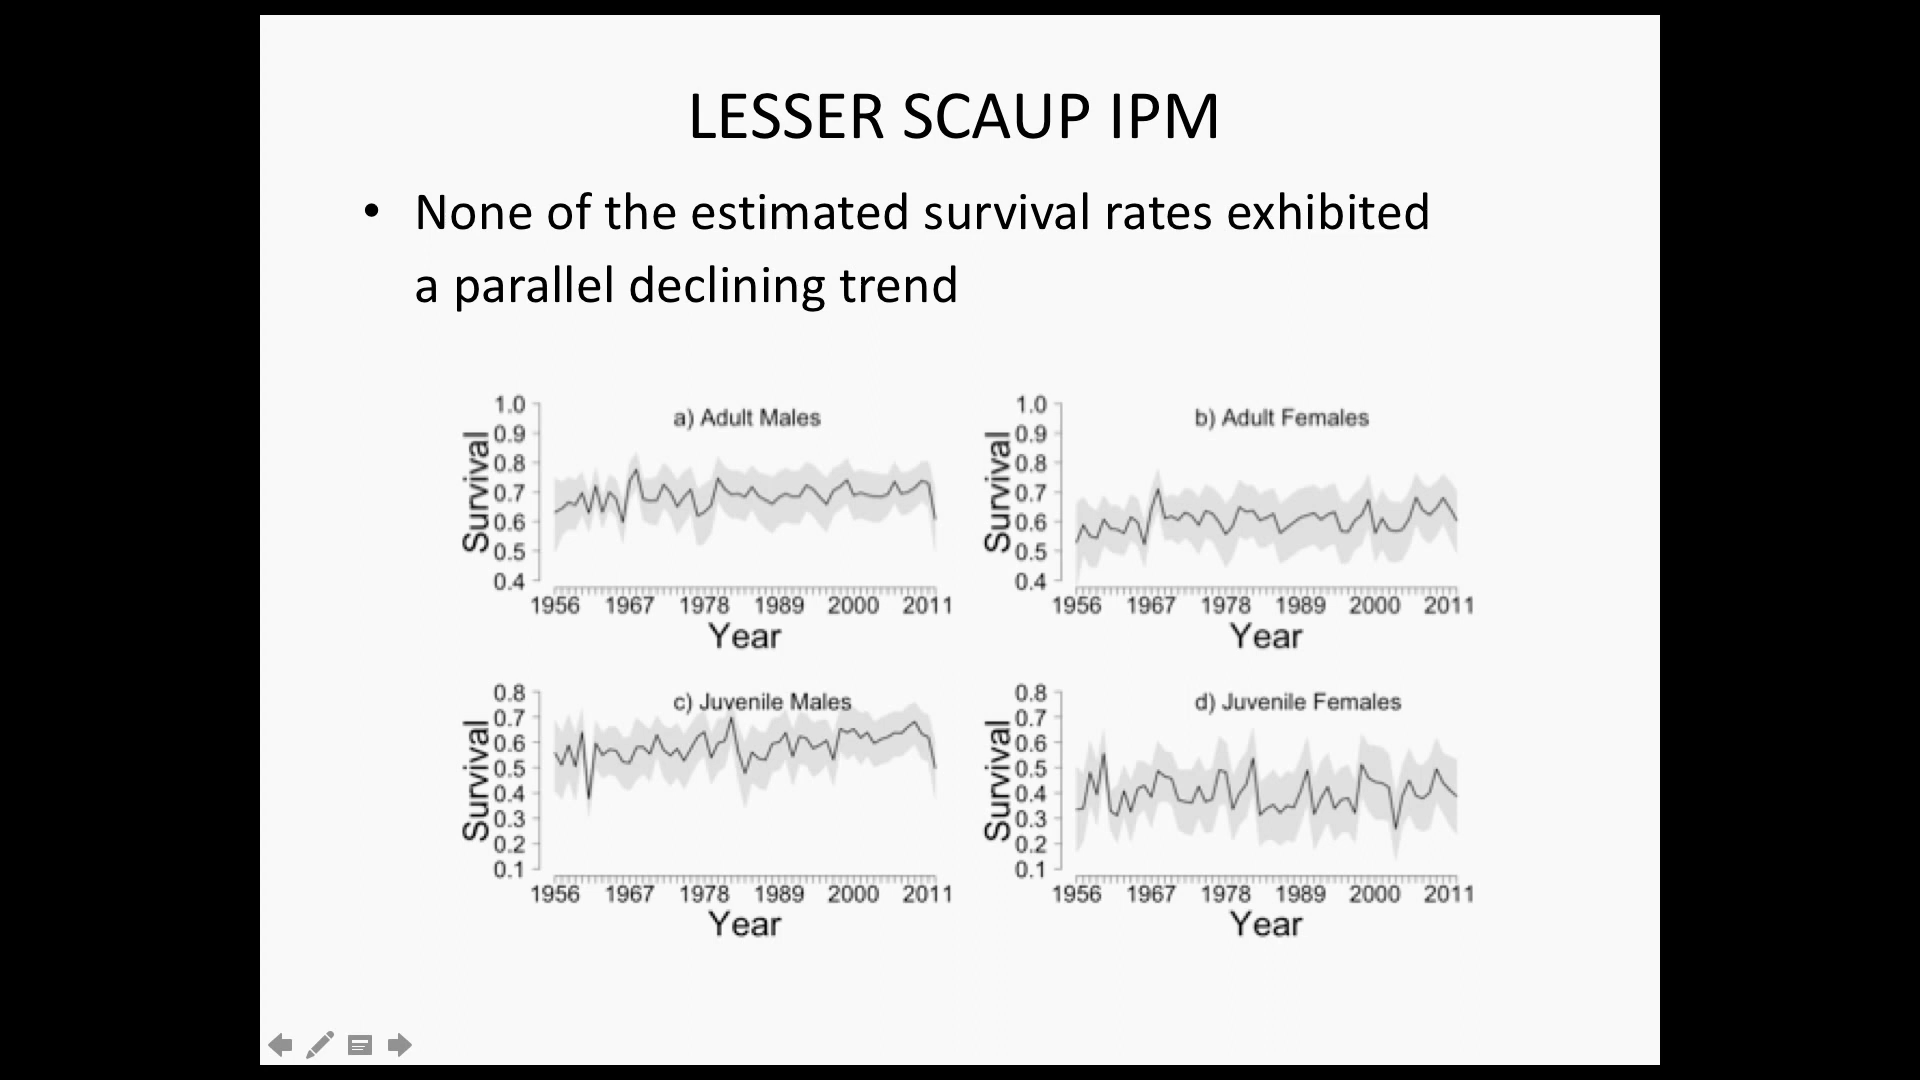 LESSER SCAUP IPM
• None of the estimated survival rates exhibited
a parallel declining trend
a) Adult Males
Survival
1.0
0.9
0.8
0.7
0.6
0.5
0.4
1956 1967 1978 1989 2000 2011
Year
b) Adult Females
Survival
1.0
0.9
0.8
0.7
0.6
0.5
0.4
1956 1967 1978 1989 2000 2011
Year
c) Juvenile Males
Survival
0.8
0.7
0.6
0.5
0.4
0.3
0.2
0.1
1956 1967 1978 1989 2000 2011
Year
d) Juvenile Females
Survival
0.8
0.7
0.6
0.5
0.4
0.3
0.2
0.1
1956 1967 1978 1989 2000 2011
Year